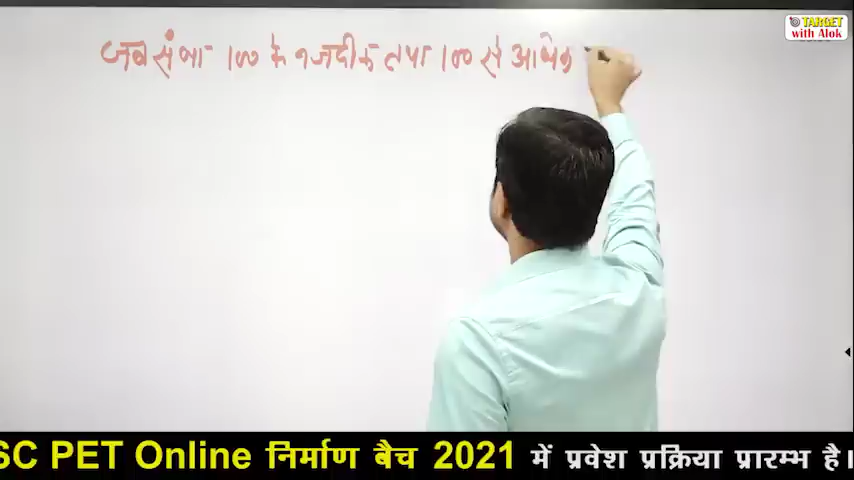 TARGET
with Alok
जब संख्या 100 के नजदीक तथा 100 से अधिक
SC PET Online निर्माण बैच 2021 में प्रवेश प्रक्रिया प्रारम्भ है।